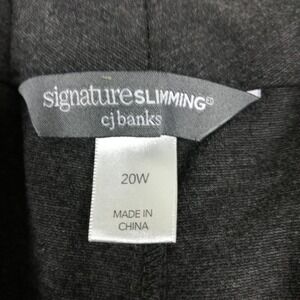 signatureSLIMMING
cj banks
20W
MADE IN
CHINA